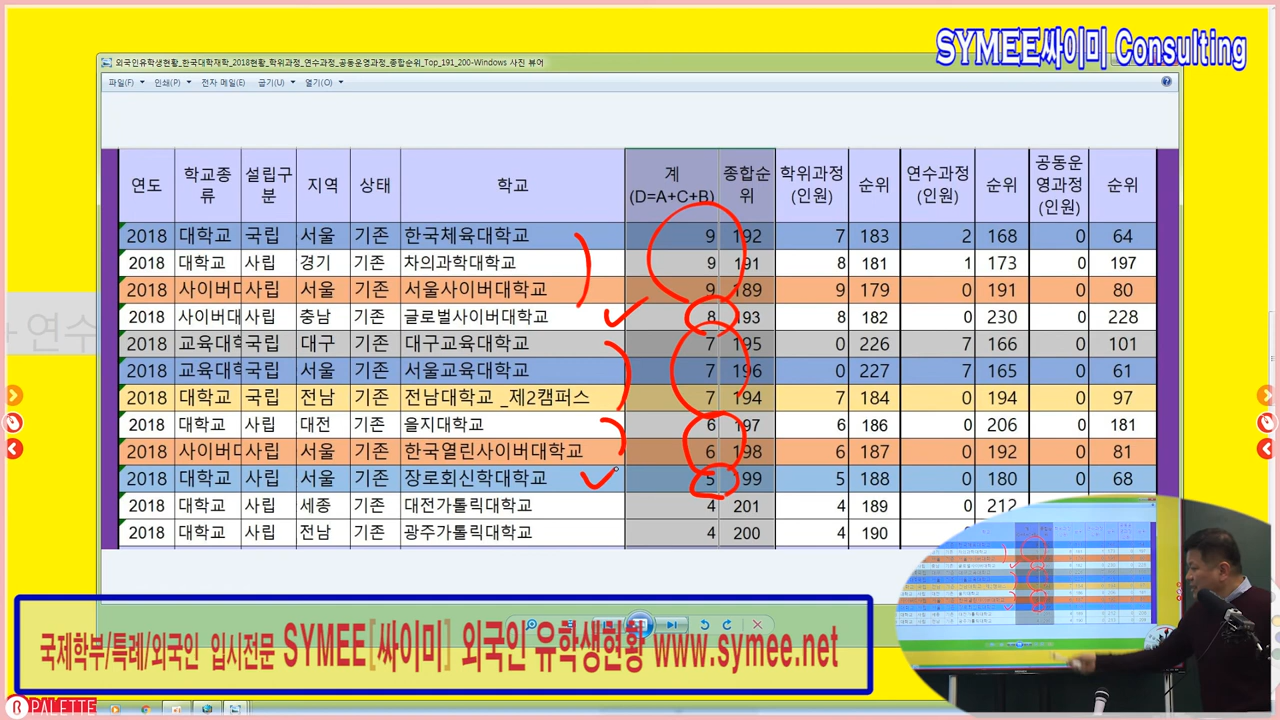 SYMEE싸이미 Consulting
외국인유학생현황_한국대학재학_2018현황_학위과정_연수과정_공동운영과정_종합순위_Top_191_200-Windows 사진 뷰어
파일(F) 인쇄(P) 전자 메일(E) 굽기(U) 열기(O)
연도 학교종류 설립구분 지역 상태 학교 계 (D=A+C+B) 종합순위 학위과정 (인원) 순위 연수과정 (인원) 순위 공동운영과정 (인원) 순위
2018 대학교 국립 서울 기존 한국체육대학교 9 192 7 183 2 168 0 64
2018 대학교 사립 경기 기존 차의과학대학교 9 191 8 181 1 173 0 197
2018 사이버대 사립 서울 기존 서울사이버대학교 9 189 9 179 0 191 0 80
2018 사이버대 사립 충남 기존 글로벌사이버대학교 8 193 8 182 0 230 0 228
2018 교육대학 국립 대구 기존 대구교육대학교 7 195 0 226 7 166 0 101
2018 교육대학 국립 서울 기존 서울교육대학교 7 196 0 227 7 165 0 61
2018 대학교 국립 전남 기존 전남대학교 _제2캠퍼스 7 194 7 184 0 194 0 97
2018 대학교 사립 대전 기존 을지대학교 6 197 6 186 0 206 0 181
2018 사이버대 사립 서울 기존 한국열린사이버대학교 6 198 6 187 0 192 0 81
2018 대학교 사립 서울 기존 장로회신학대학교 5 199 5 188 0 180 0 68
2018 대학교 사립 세종 기존 대전가톨릭대학교 4 201 4 189 0 212
2018 대학교 사립 전남 기존 광주가톨릭대학교 4 200 4 190
연수
국제학부/특례/외국인 입시전문 SYMEE[싸이미] 외국인 유학생현황 www.symee.net
PALETTE